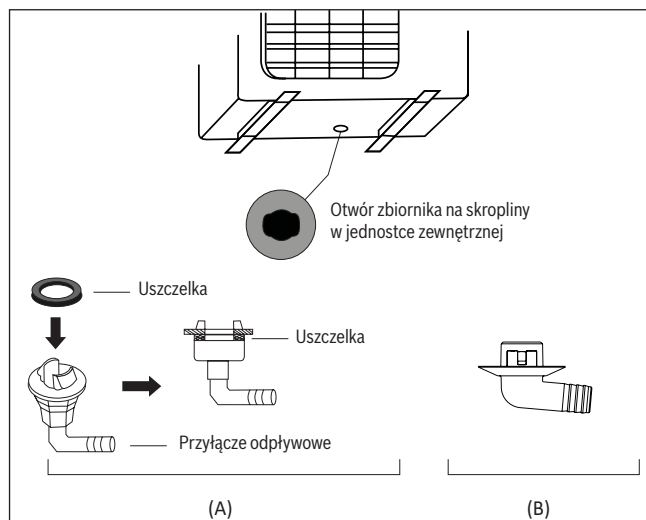 Otwór zbiornika na skropliny
w jednostce zewnętrznej
Uszczelka
Uszczelka
Przyłącze odpływowe
(A)
(B)